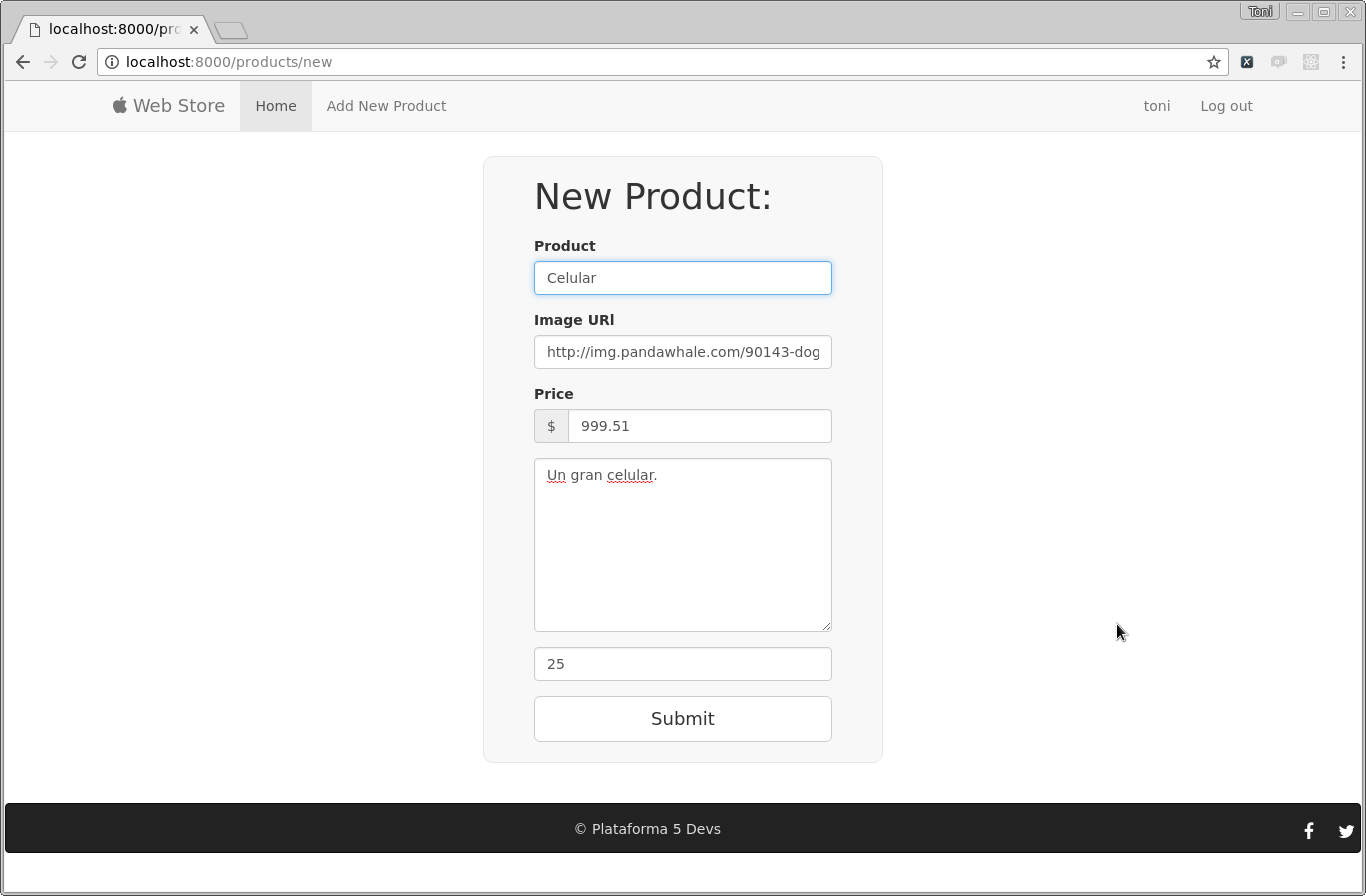 Toni
localhost:8000/pro
localhost:8000/products/new
Web Store Home Add New Product toni Log out
New Product:
Product
Celular
Image URl
http://img.pandawhale.com/90143-dog
Price
$ 999.51
Un gran celular.
25
Submit
© Plataforma 5 Devs